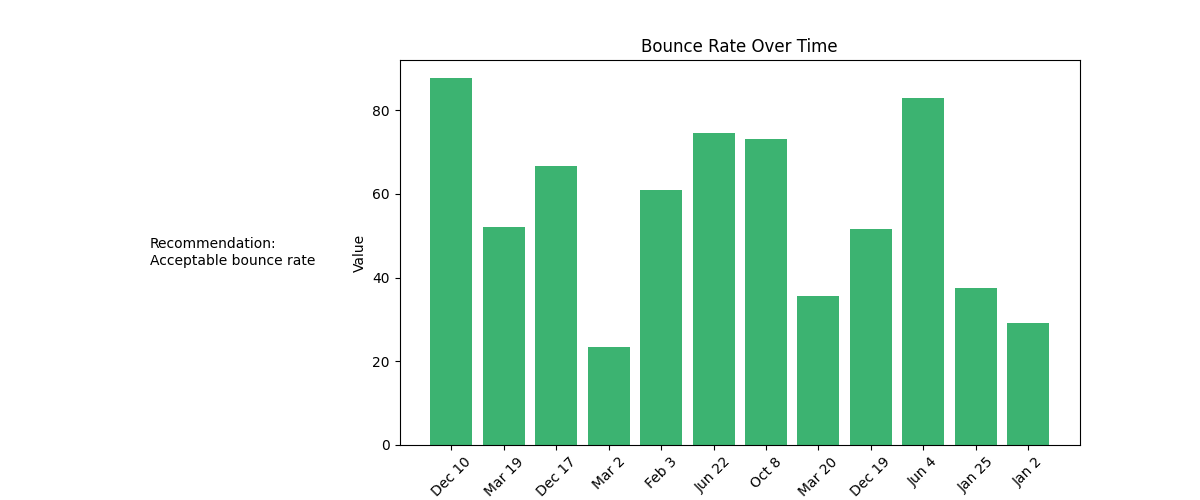 Bounce Rate Over Time
Recommendation:
Acceptable bounce rate
Value
80
60
40
20
0
Dec 10
Mar 19
Dec 17
Mar 2
Feb 3
Jun 22
Oct 8
Mar 20
Dec 19
Jun 4
Jan 25
Jan 2